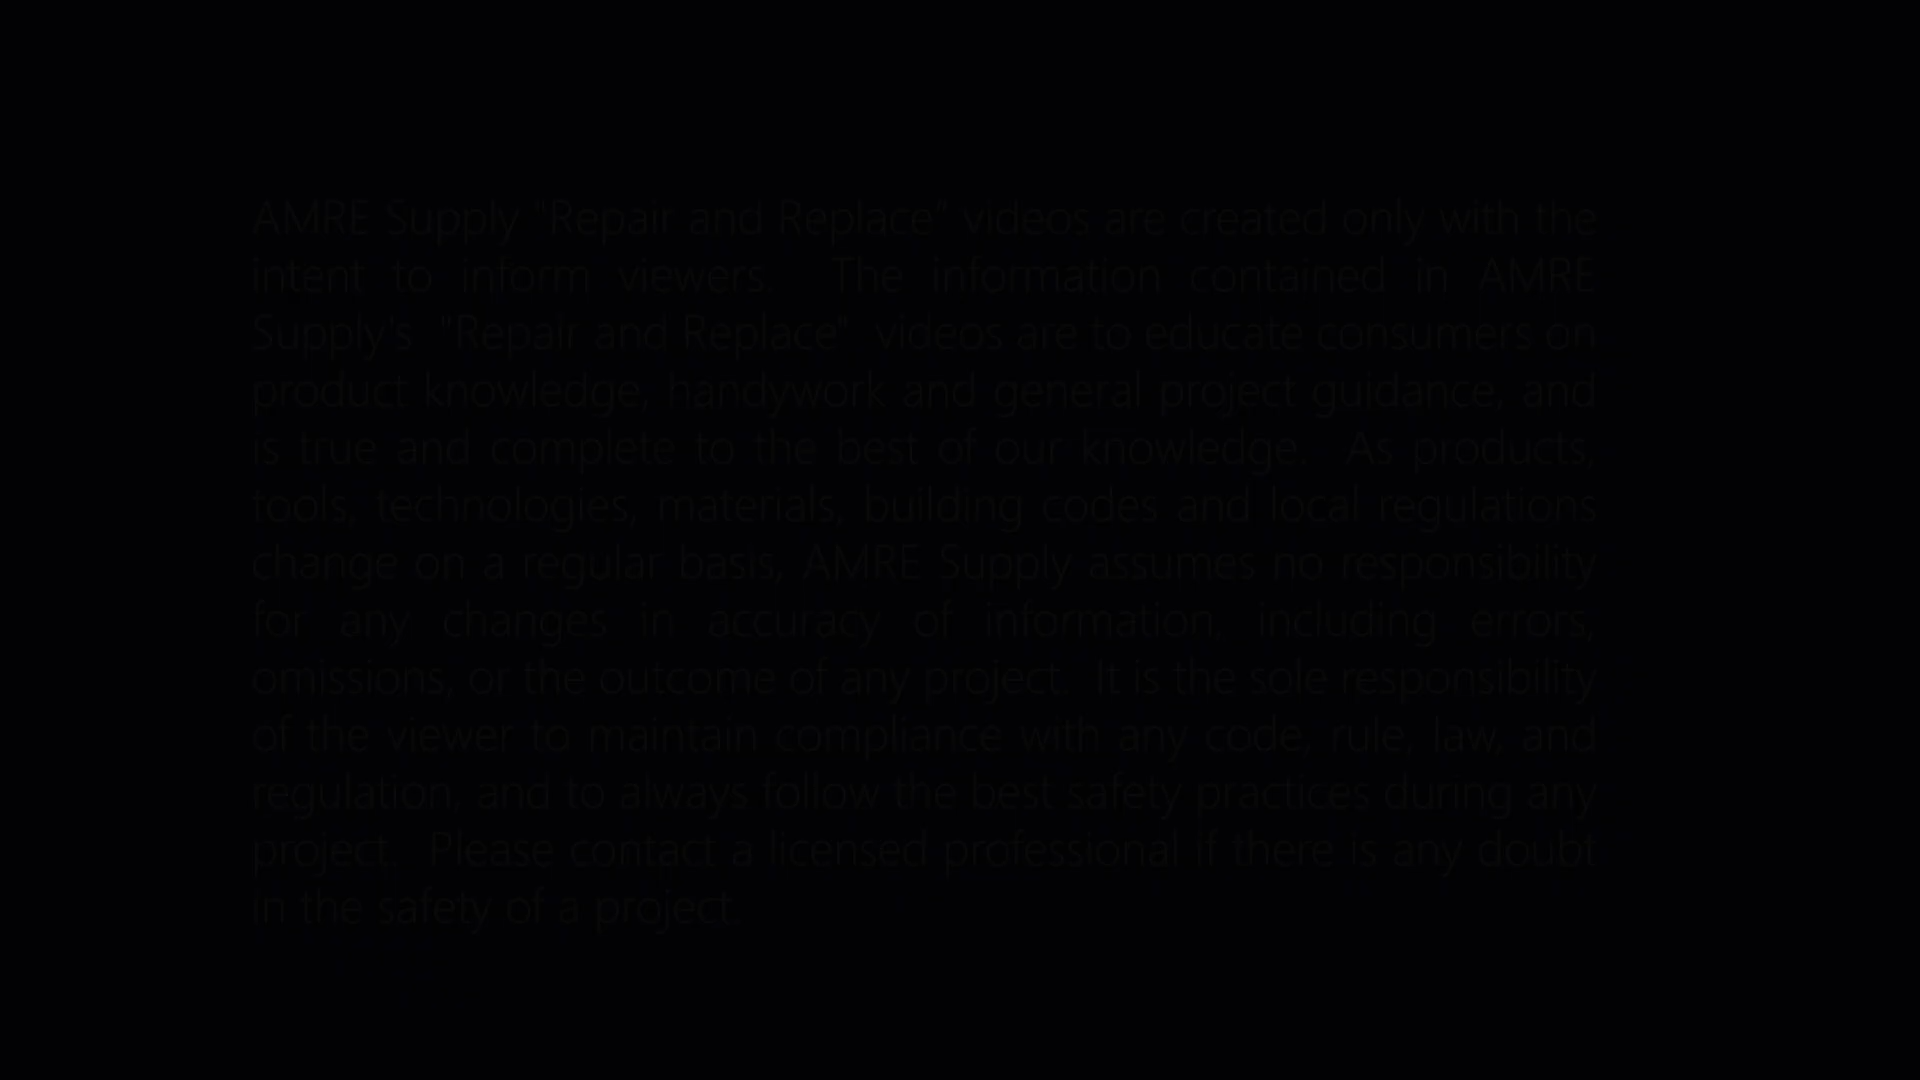 AMRE Supply "Repair and Replace" videos are created only with the
intent to inform viewers. The information contained in AMRE
Supply's "Repair and Replace" videos are to educate consumers on
product knowledge, handywork and general project guidance, and
is true and complete to the best of our knowledge. As products,
tools, technologies, materials, building codes and local regulations
change on a regular basis, AMRE Supply assumes no responsibility
for any changes in accuracy of information, including errors,
omissions, or the outcome of any project. It is the sole responsibility
of the viewer to maintain compliance with any code, rule, law, and
regulation, and to always follow the best safety practices during any
project. Please contact a licensed professional if there is any doubt
in the safety of a project.